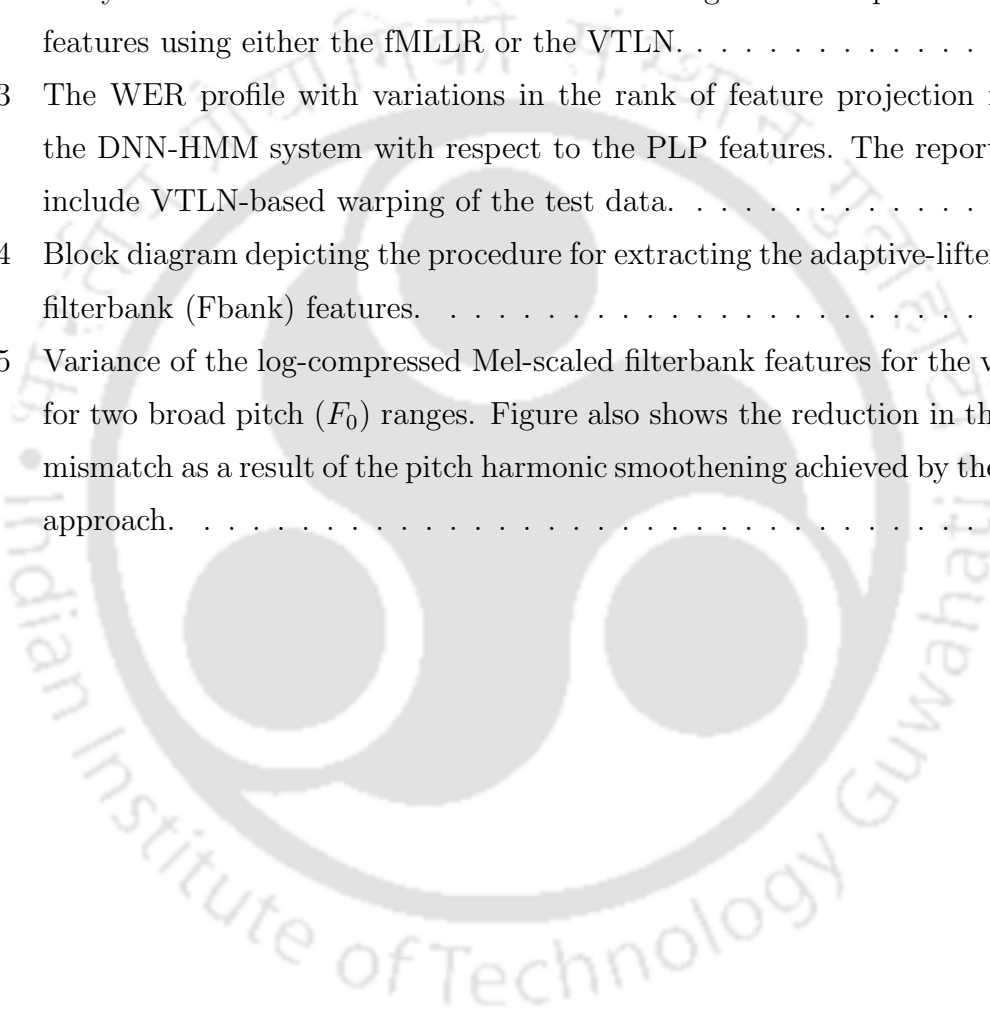 features using either the fMLLR or the VTLN. . . . . . . . . . . . .
3 The WER profile with variations in the rank of feature projection
the DNN-HMM system with respect to the PLP features. The report
include VTLN-based warping of the test data. . . . . . . . . . . . .
4 Block diagram depicting the procedure for extracting the adaptive-lifte
filterbank (Fbank) features. . . . . . . . . . . . . . . . . . . . . . .
5 Variance of the log-compressed Mel-scaled filterbank features for the
for two broad pitch (F₀) ranges. Figure also shows the reduction in th
mismatch as a result of the pitch harmonic smoothening achieved by the
approach. . . . . . . . . . . . . . . . . . . . . . . . . . . . . . . . .
Indian Institute of Technology Guwahati